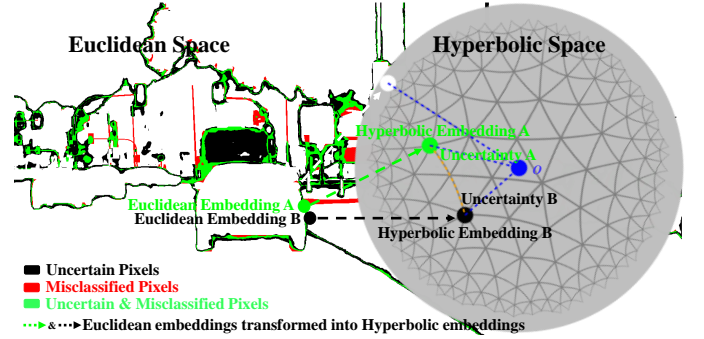 Euclidean Space
Hyperbolic Space
Hyperbolic Embedding A
Uncertainty A
O
Uncertainty B
Euclidean Embedding A
Euclidean Embedding B
Hyperbolic Embedding B
Uncertain Pixels
Misclassified Pixels
Uncertain & Misclassified Pixels
& Euclidean embeddings transformed into Hyperbolic embeddings